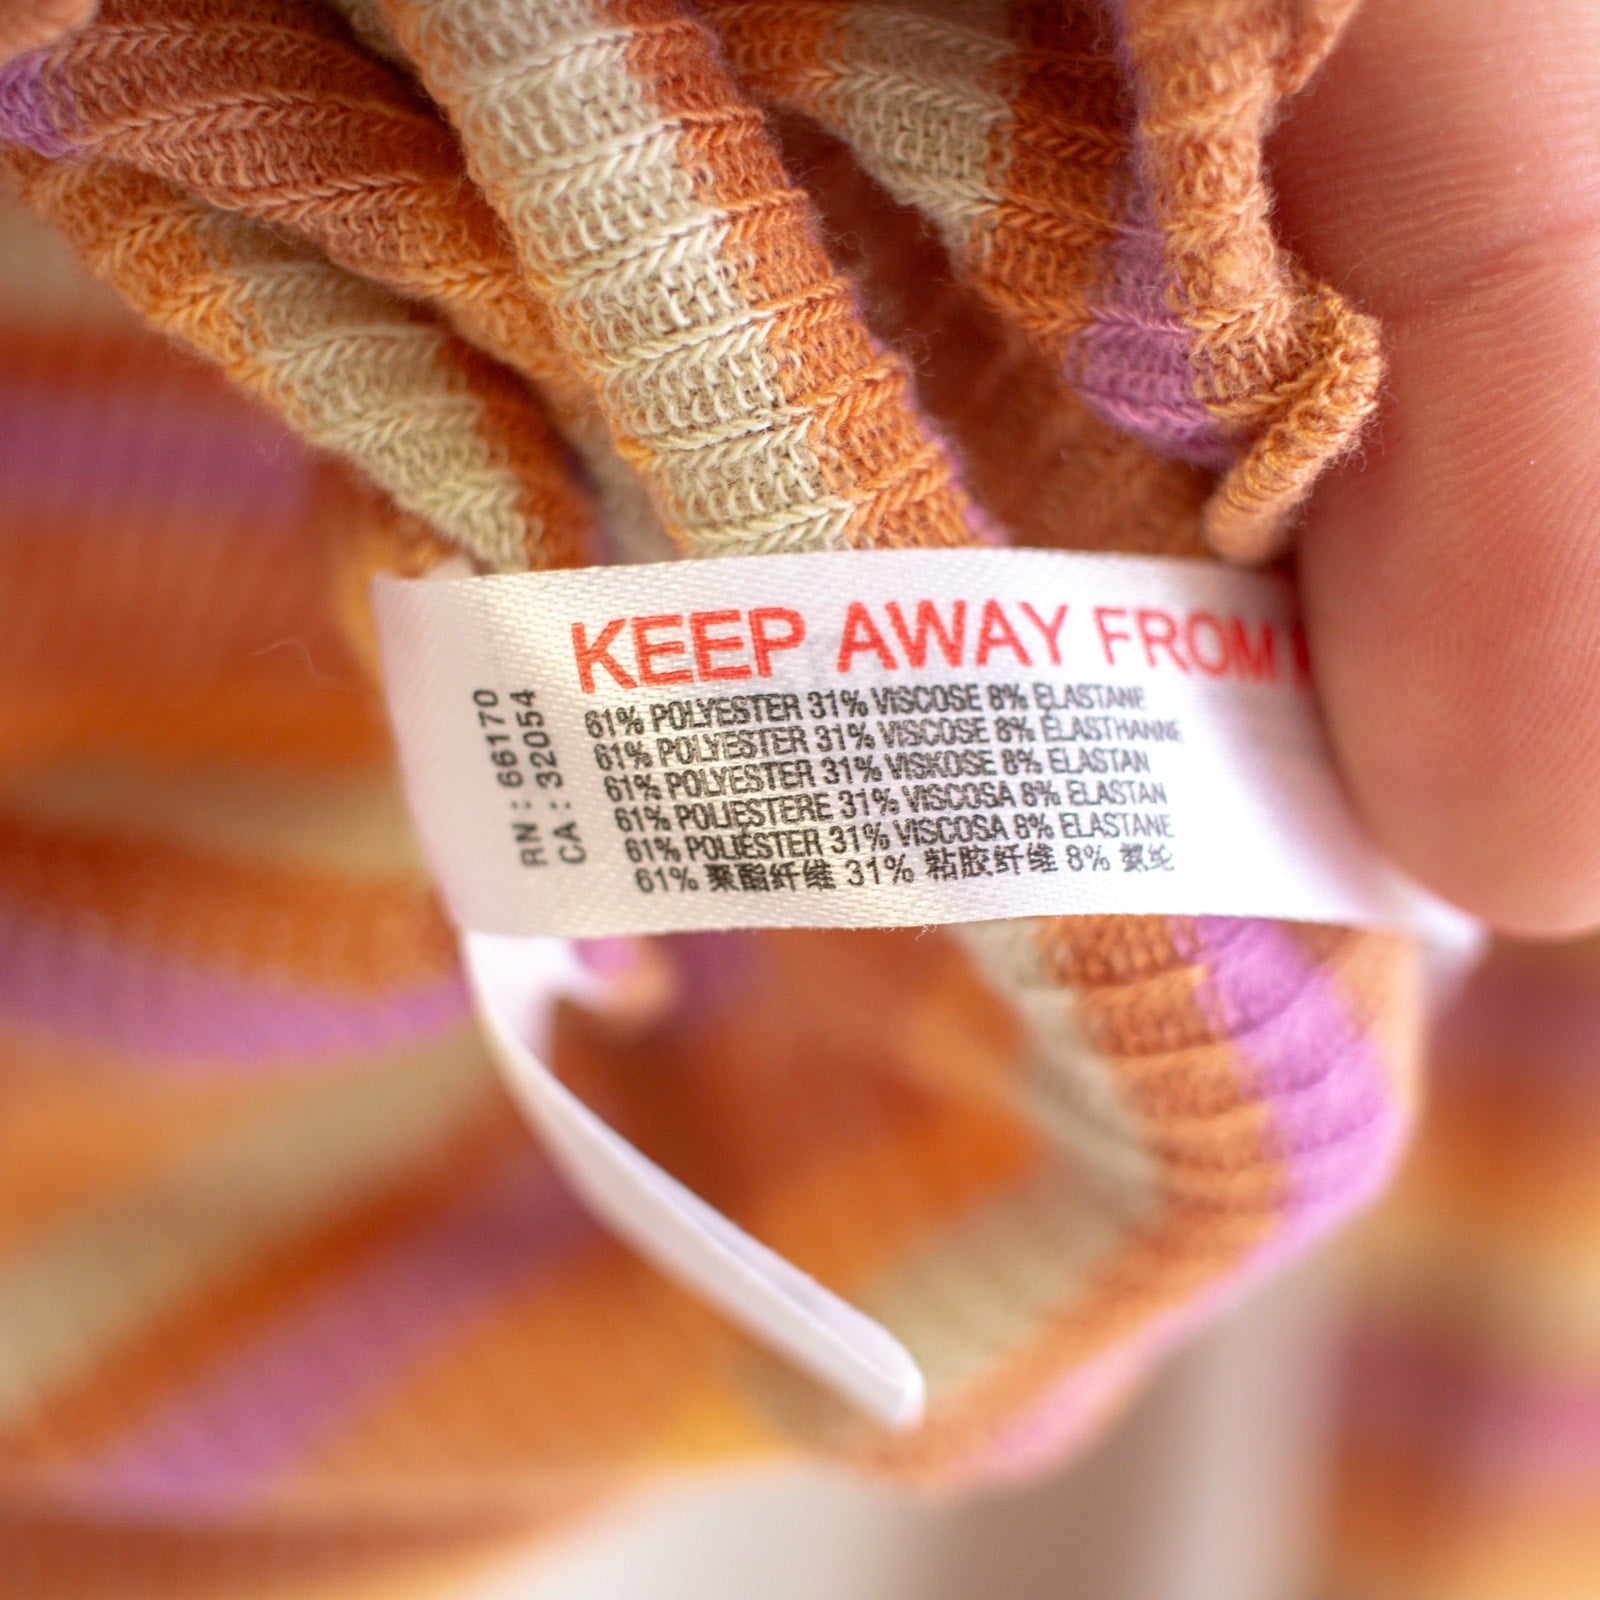 KEEP AWAY FROM
61% POLYESTER 31% VISCOSE 8% ELASTANE
61% POLYESTER 31% VISCOSE 8% ÉLASTHANNE
61% POLYESTER 31% VISKOSE 8% ELASTAN
61% POLIESTERE 31% VISCOSA 8% ELASTAN
61% POLIÉSTER 31% VISCOSA 8% ELASTANE
61% 聚酯纤维 31% 粘胶纤维 8% 氨纶
RN : 66170
CA : 32054